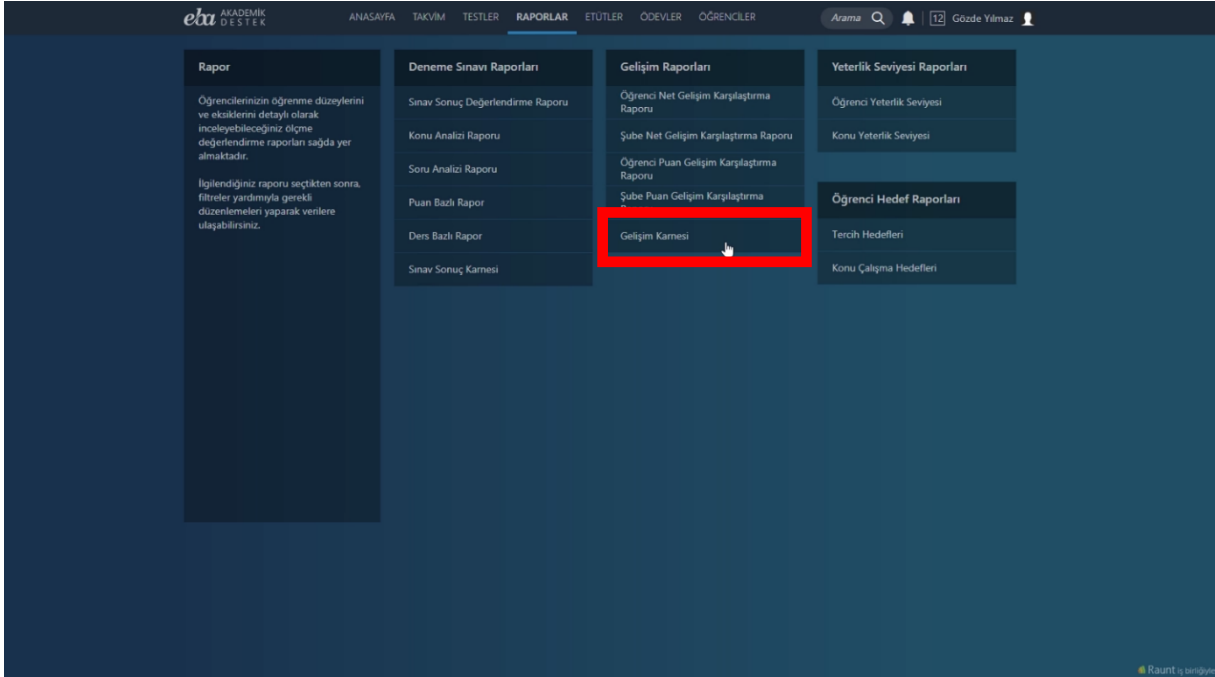 eba AKADEMİK DESTEK
ANASAYFA TAKVİM TESTLER RAPORLAR ETÜTLER ÖDEVLER ÖĞRENCİLER
Arama
12 Gözde Yılmaz
Rapor
Öğrencilerinizin öğrenme düzeylerini
ve eksiklerini detaylı olarak
inceleyebileceğiniz ölçme
değerlendirme raporları sağda yer
almaktadır.
İlgilendiğiniz raporu seçtikten sonra,
filtreler yardımıyla gerekli
düzenlemeleri yaparak verilere
ulaşabilirsiniz.
Deneme Sınavı Raporları
Sınav Sonuç Değerlendirme Raporu
Konu Analizi Raporu
Soru Analizi Raporu
Puan Bazlı Rapor
Ders Bazlı Rapor
Sınav Sonuç Karnesi
Gelişim Raporları
Öğrenci Net Gelişim Karşılaştırma
Raporu
Şube Net Gelişim Karşılaştırma Raporu
Öğrenci Puan Gelişim Karşılaştırma
Raporu
Şube Puan Gelişim Karşılaştırma
Gelişim Karnesi
Yeterlik Seviyesi Raporları
Öğrenci Yeterlik Seviyesi
Konu Yeterlik Seviyesi
Öğrenci Hedef Raporları
Tercih Hedefleri
Konu Çalışma Hedefleri
Raunt iş birliğiyle